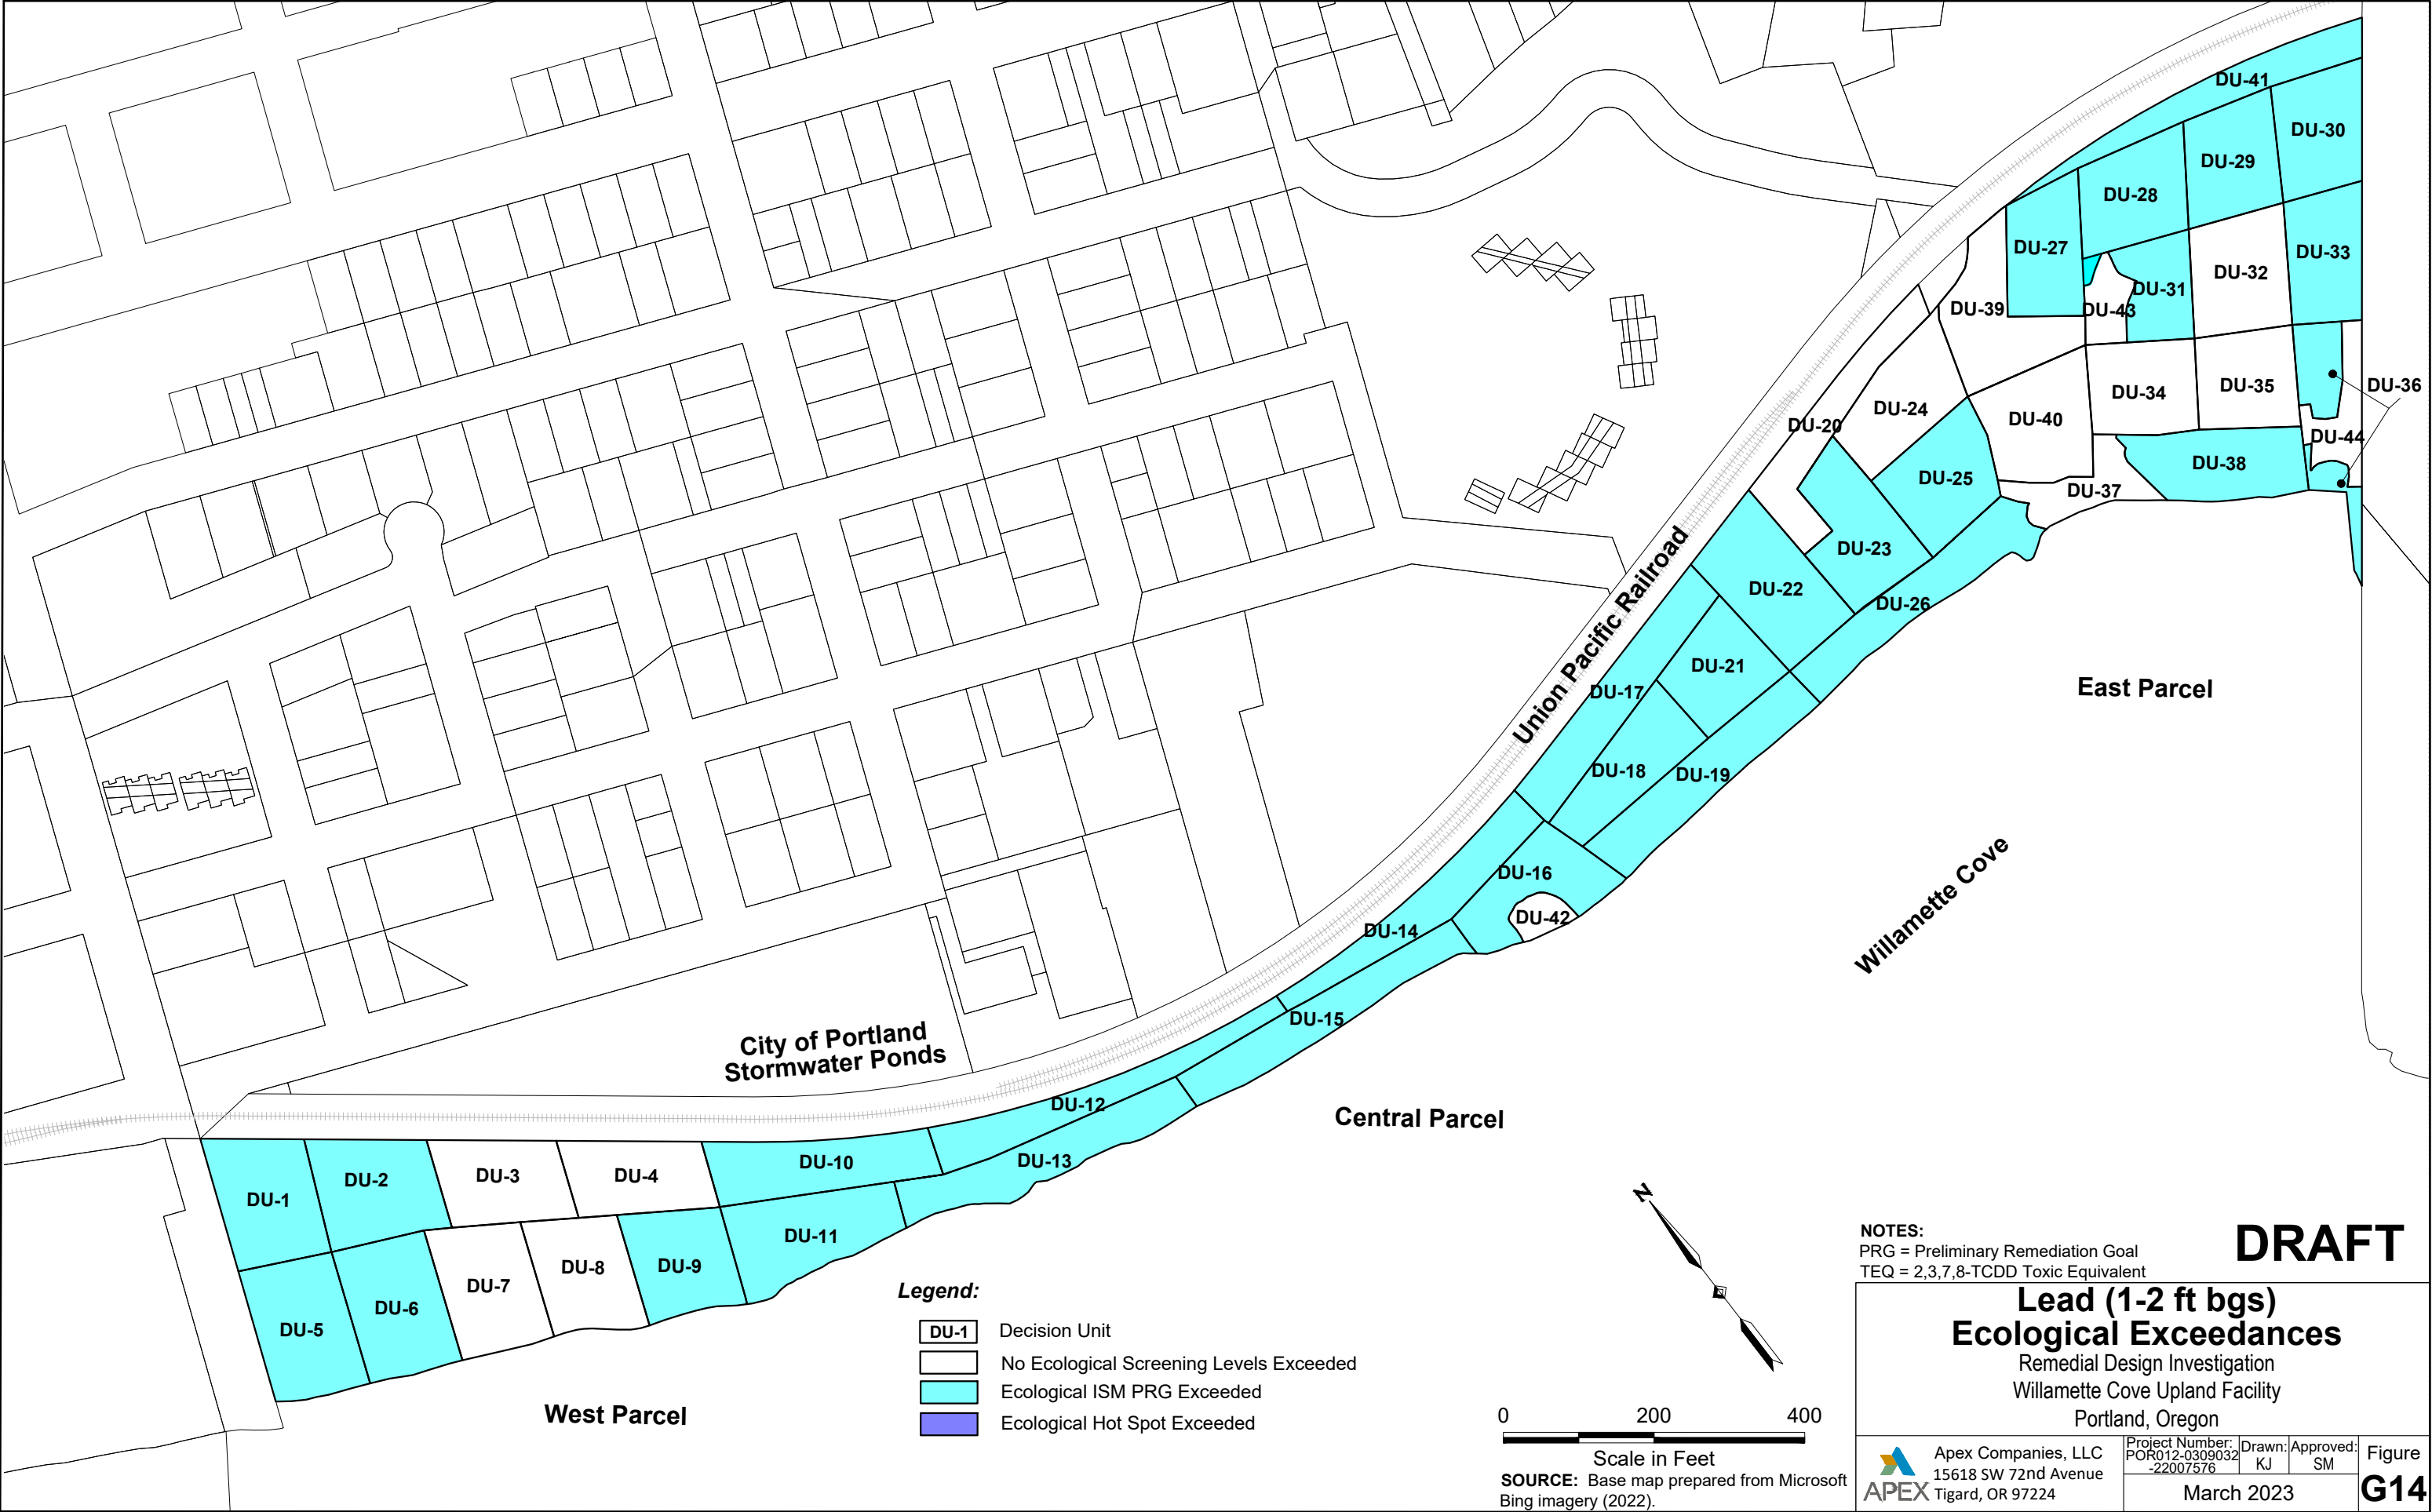 DU-41
DU-30
DU-29
DU-28
DU-27
DU-33
DU-32
DU-31
DU-39
DU-43
DU-36
DU-35
DU-34
DU-24
DU-40
DU-20
DU-44
DU-38
DU-25
DU-37
DU-23
DU-22
DU-26
Union Pacific Railroad
DU-21
DU-17
East Parcel
DU-18
DU-19
DU-16
DU-42
DU-14
Willamette Cove
DU-15
City of Portland
Stormwater Ponds
DU-12
Central Parcel
DU-13
DU-10
DU-4
DU-3
DU-2
DU-1
DU-11
DU-9
DU-8
DU-7
DU-6
DU-5
West Parcel
Legend:
DU-1 Decision Unit
No Ecological Screening Levels Exceeded
Ecological ISM PRG Exceeded
Ecological Hot Spot Exceeded
N
0 200 400
Scale in Feet
SOURCE: Base map prepared from Microsoft
Bing imagery (2022).
NOTES:
PRG = Preliminary Remediation Goal
TEQ = 2,3,7,8-TCDD Toxic Equivalent
DRAFT
Lead (1-2 ft bgs)
Ecological Exceedances
Remedial Design Investigation
Willamette Cove Upland Facility
Portland, Oregon
APEX
Apex Companies, LLC
15618 SW 72nd Avenue
Tigard, OR 97224
Project Number:
POR012-0309032
-22007576
Drawn:
KJ
Approved:
SM
March 2023
Figure
G14